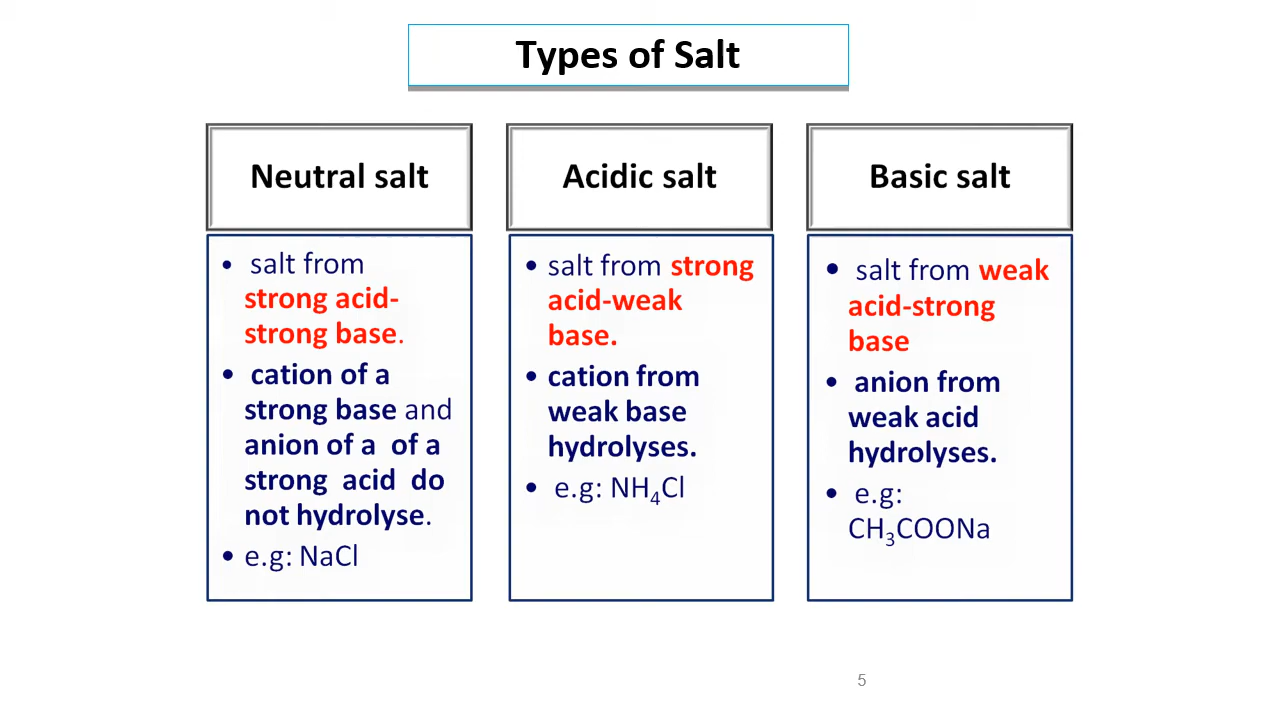 Types of Salt
Neutral salt
• salt from
strong acid-
strong base.
• cation of a
strong base and
anion of a of a
strong acid do
not hydrolyse.
• e.g: NaCl
Acidic salt
• salt from strong
acid-weak
base.
• cation from
weak base
hydrolyses.
• e.g: NH₄Cl
Basic salt
• salt from weak
acid-strong
base
• anion from
weak acid
hydrolyses.
• e.g:
CH₃COONa
5